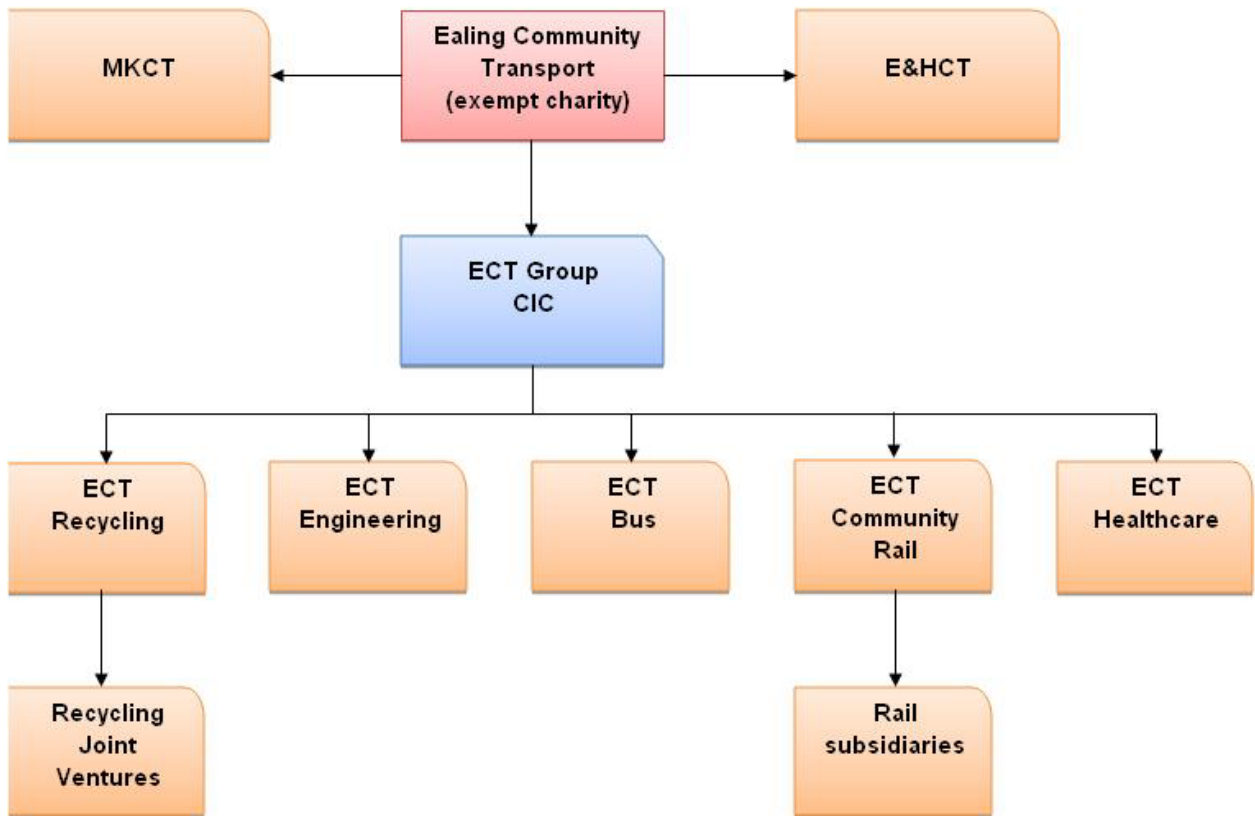 MKCT
Ealing Community
Transport
(exempt charity)
E&HCT
ECT Group
CIC
ECT
Recycling
ECT
Engineering
ECT
Bus
ECT
Community
Rail
ECT
Healthcare
Recycling
Joint
Ventures
Rail
subsidiaries